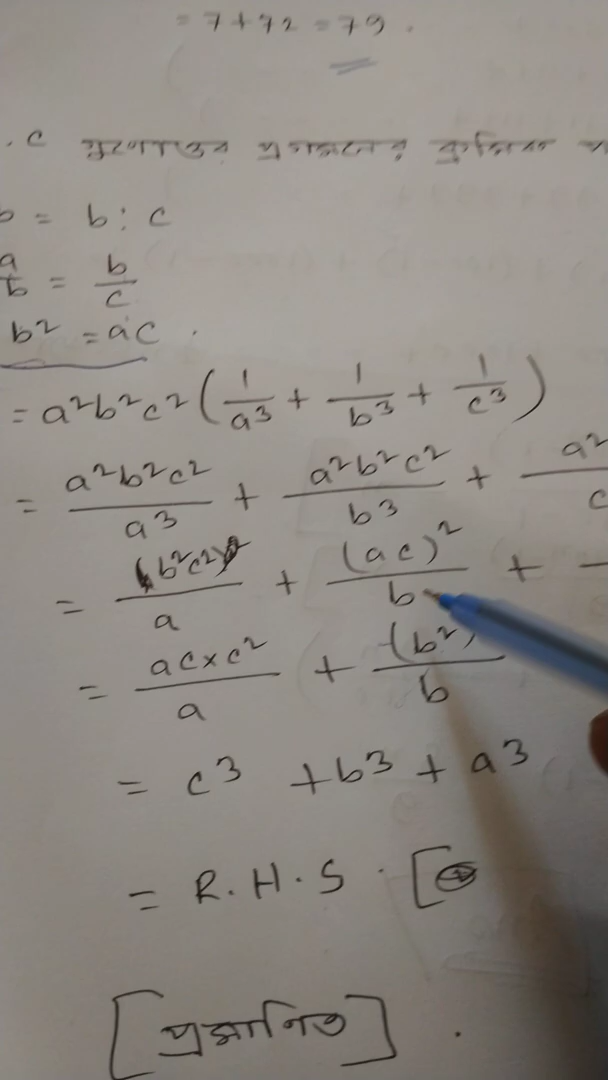 = 7 + 72 = 79 .
b = b : c
a/b = b/c
b² = ac .
= a²b²c² ( 1/a³ + 1/b³ + 1/c³ )
= a²b²c²/a³ + a²b²c²/b³ + a²/c
= b²c²/a + (ac)²/b +
= ac×c²/a + (b²)/b
= c³ + b³ + a³
= R.H.S . [
[প্রমানিত] .